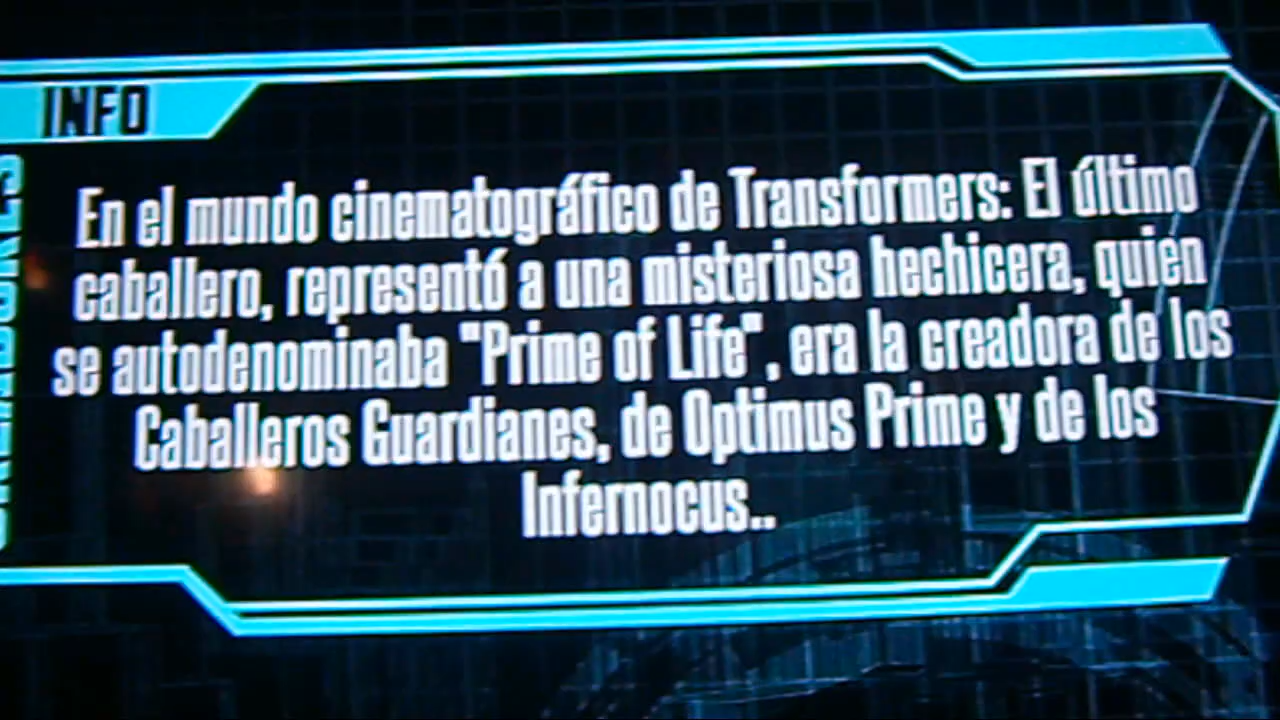 INFO
En el mundo cinematográfico de Transformers: El último
caballero, representó a una misteriosa hechicera, quien
se autodenominaba "Prime of Life", era la creadora de los
Caballeros Guardianes, de Optimus Prime y de los
Infernocus..